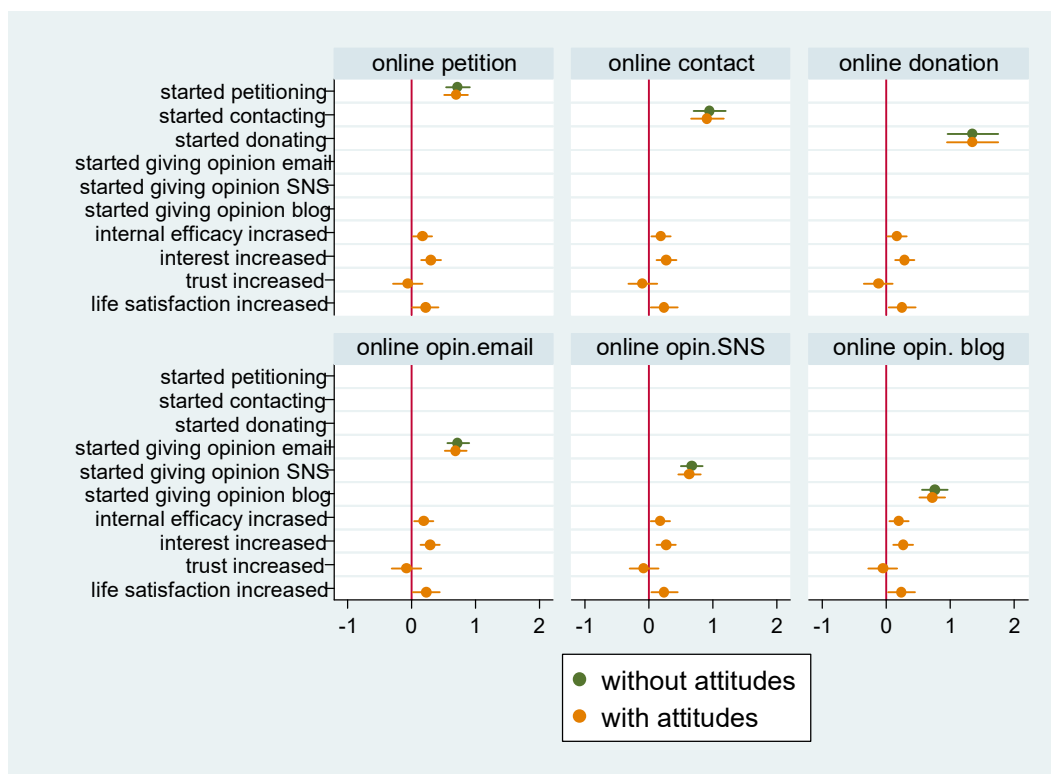 online petition
online contact
online donation
started petitioning
started contacting
started donating
started giving opinion email
started giving opinion SNS
started giving opinion blog
internal efficacy incrased
interest increased
trust increased
life satisfaction increased
online opin.email
online opin.SNS
online opin. blog
started petitioning
started contacting
started donating
started giving opinion email
started giving opinion SNS
started giving opinion blog
internal efficacy incrased
interest increased
trust increased
life satisfaction increased
-1 0 1 2
-1 0 1 2
-1 0 1 2
without attitudes
with attitudes